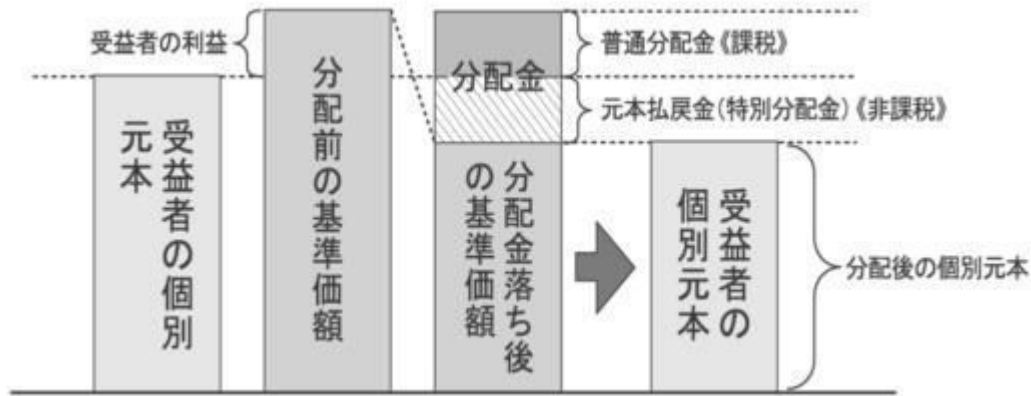 受益者の利益
受益者の個別
元本
分配前の基準価額
分配金
分配金落ち後
の基準価額
普通分配金《課税》
元本払戻金(特別分配金)《非課税》
受益者の
個別元本
分配後の個別元本